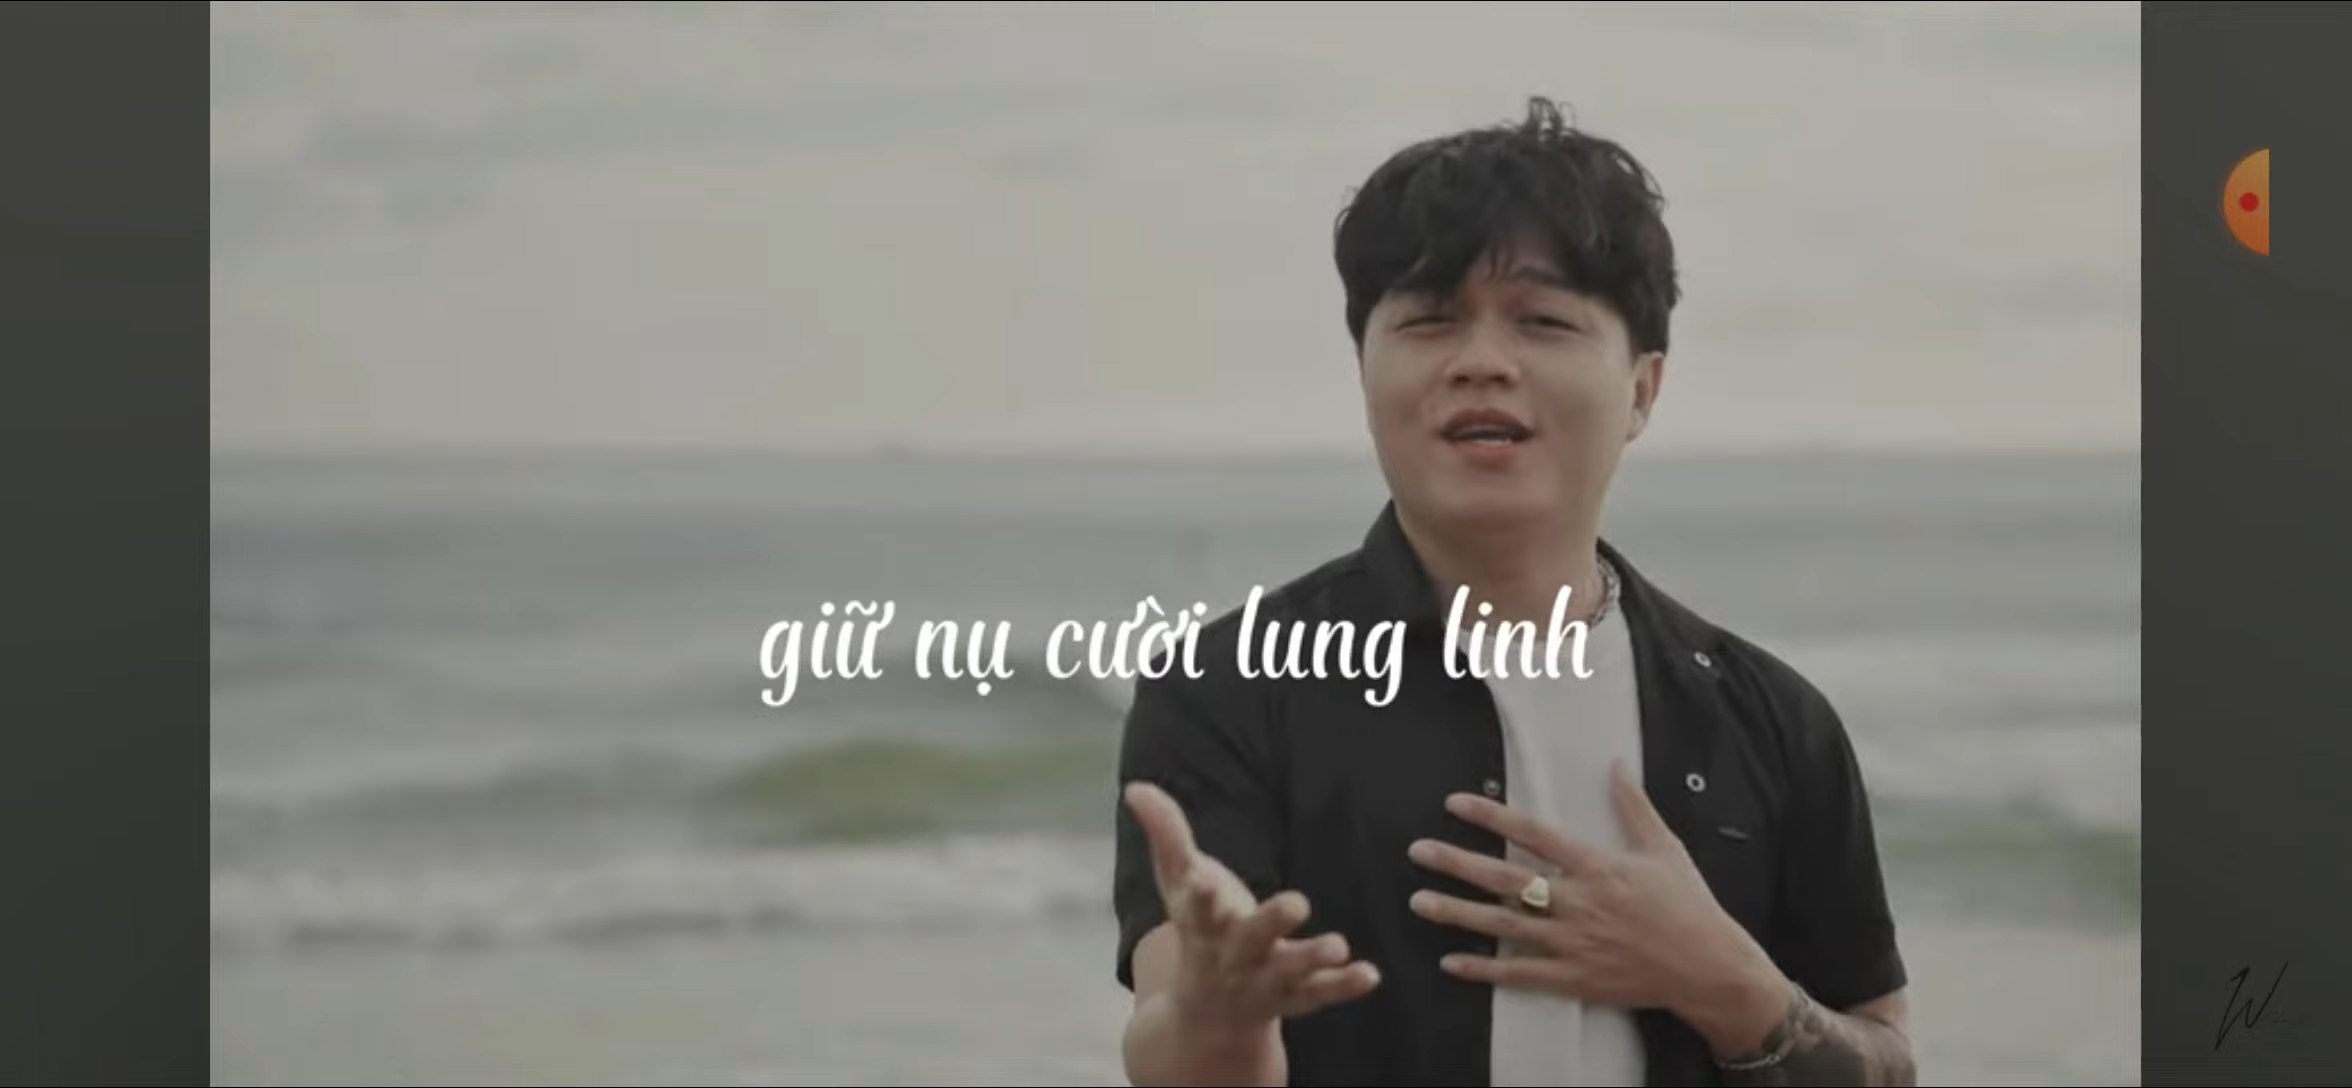 giữ nụ cười lung linh